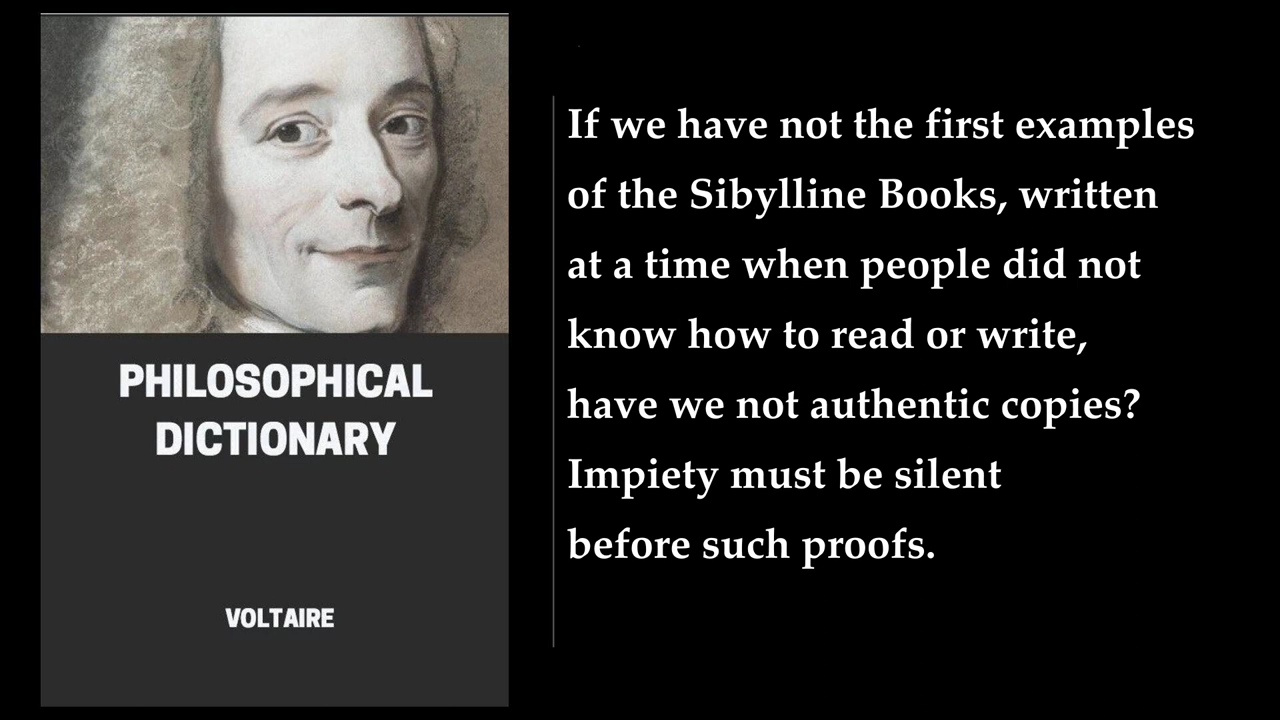 PHILOSOPHICAL
DICTIONARY
VOLTAIRE
If we have not the first examples
of the Sibylline Books, written
at a time when people did not
know how to read or write,
have we not authentic copies?
Impiety must be silent
before such proofs.